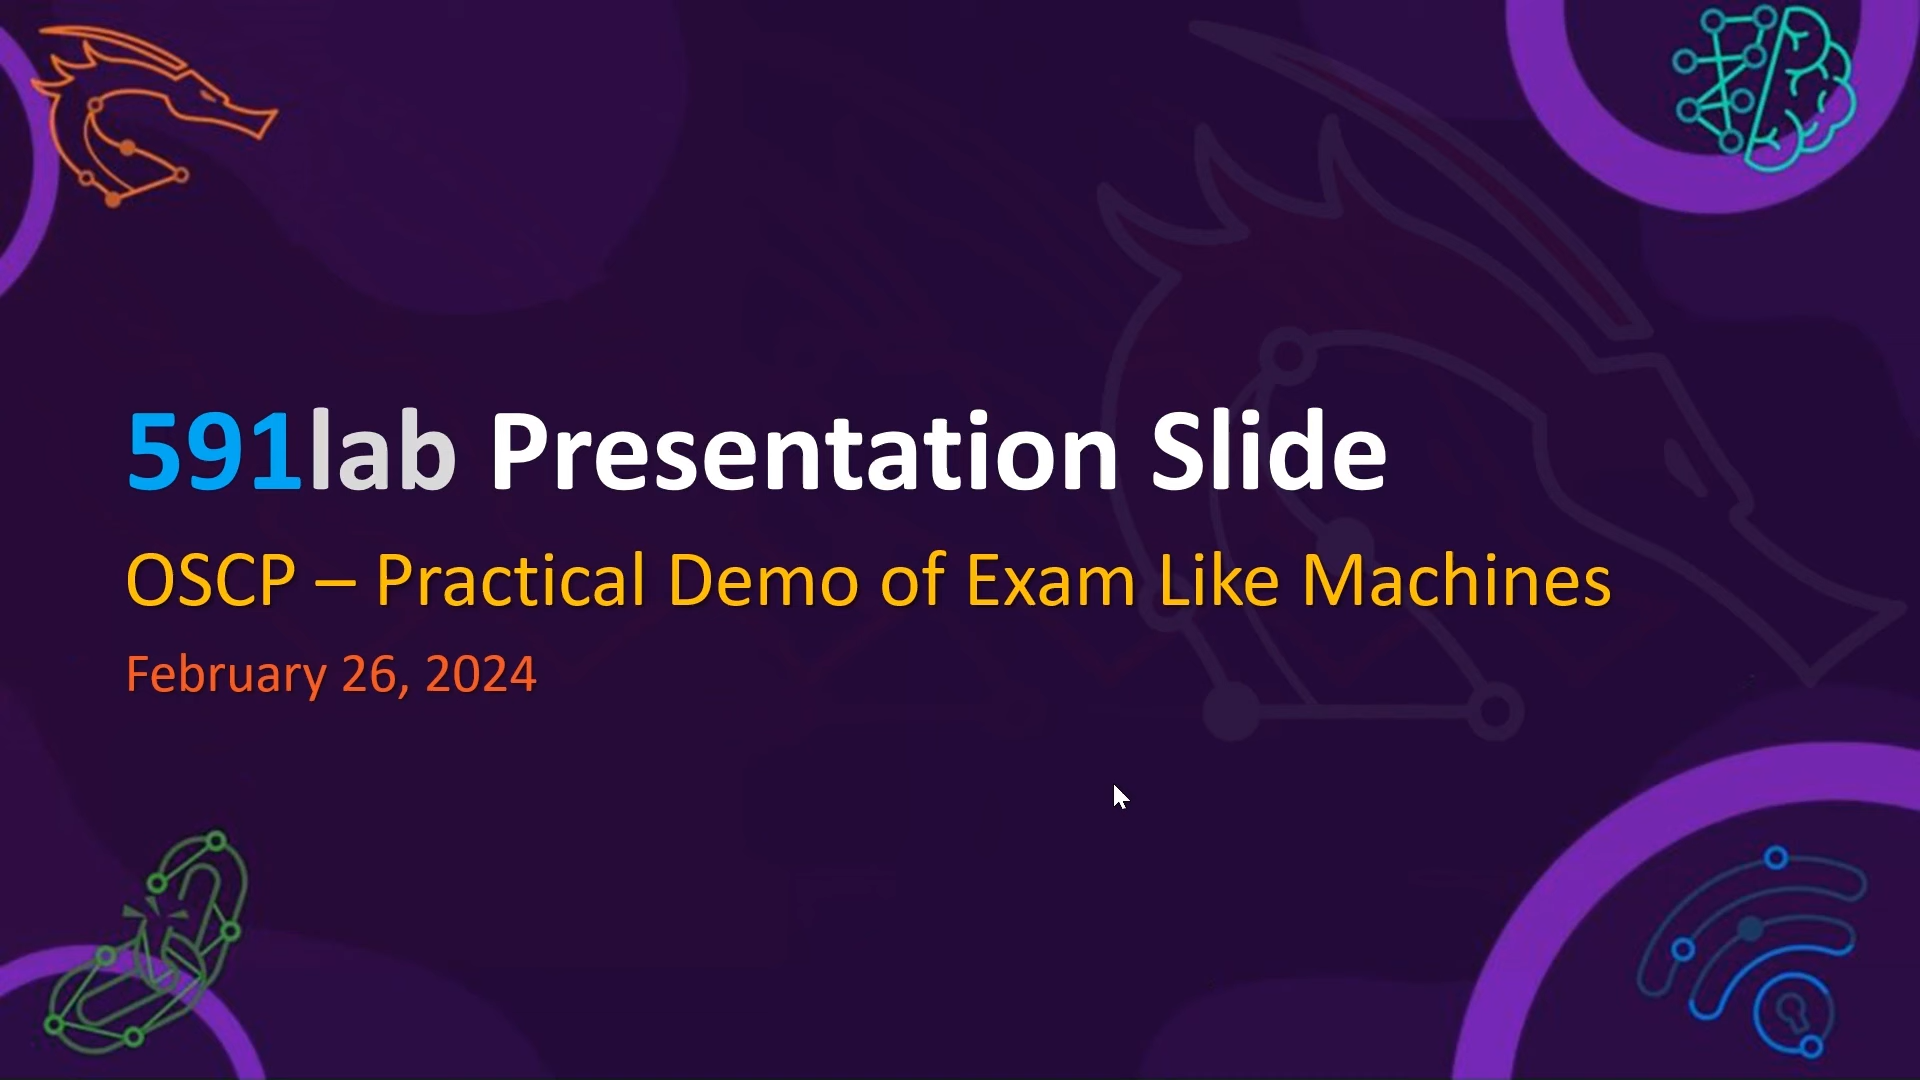 591lab Presentation Slide
OSCP – Practical Demo of Exam Like Machines
February 26, 2024